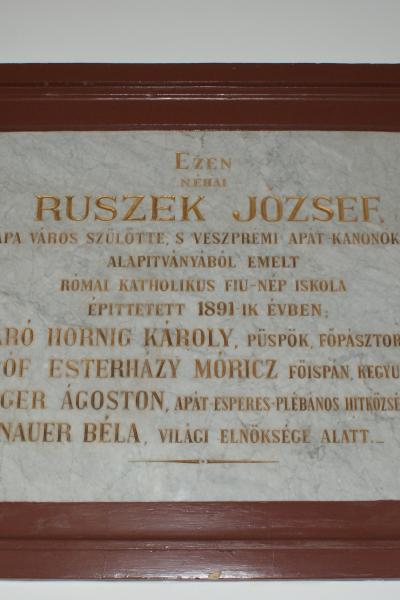 EZEN
NÉHAI
RUSZEK JÓZSEF,
ÁPA VÁROS SZÜLÖTTE, S VESZPRÉMI APÁT-KANONOK
ALAPITVÁNYÁBÓL EMELT
RÓMAI KATHOLIKUS FIU-NÉP ISKOLA
ÉPITTETETT 1891-IK ÉVBEN;
ÁRÓ HORNIG KÁROLY, PÜSPÖK, FŐPÁSZTOR
ÓF ESTERHÁZY MÓRICZ FŐISPÁN, KEGYU
GER ÁGOSTON, APÁT-ESPERES-PLÉBÁNOS HITKÖZSÉ
NAUER BÉLA, VILÁGI ELNÖKSÉGE ALATT.